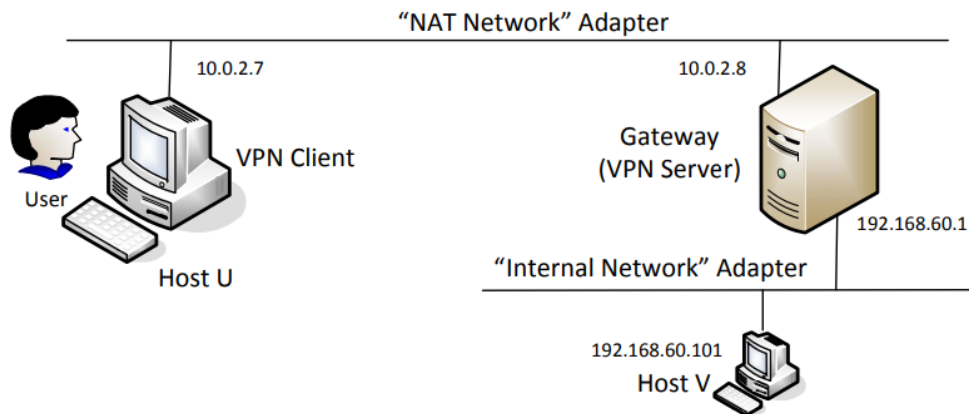 “NAT Network” Adapter
10.0.2.7
10.0.2.8
VPN Client
User
Host U
Gateway
(VPN Server)
192.168.60.1
“Internal Network” Adapter
192.168.60.101
Host V